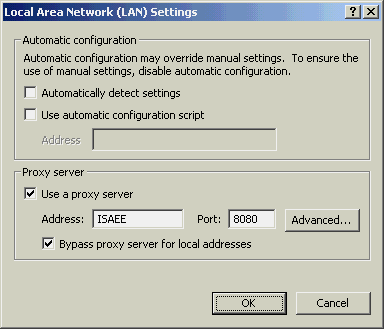 Local Area Network (LAN) Settings
Automatic configuration
Automatic configuration may override manual settings. To ensure the
use of manual settings, disable automatic configuration.
Automatically detect settings
Use automatic configuration script
Address
Proxy server
Use a proxy server
Address: ISAEE Port: 8080 Advanced...
Bypass proxy server for local addresses
OK Cancel